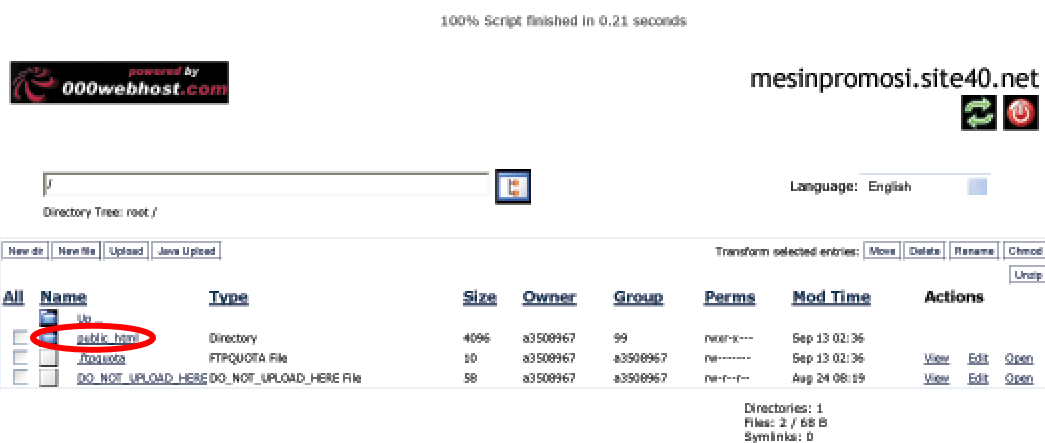 100% Script finished in 0.21 seconds
powered by
000webhost.com
mesinpromosi.site40.net
/
Language: English
Directory Tree: root /
New dir New file Upload Java Upload Transform selected entries: Move Delete Rename Chmod
Unzip
All Name Type Size Owner Group Perms Mod Time Actions
Up ..
public_html Directory 4096 a3508967 99 rwxr-x--- Sep 13 02:36
.ftpquota FTPQUOTA File 10 a3508967 a3508967 rw------- Sep 13 02:36 View Edit Open
DO_NOT_UPLOAD_HERE DO_NOT_UPLOAD_HERE File 58 a3508967 a3508967 rw-r--r-- Aug 24 08:19 View Edit Open
Directories: 1
Files: 2 / 68 B
Symlinks: 0